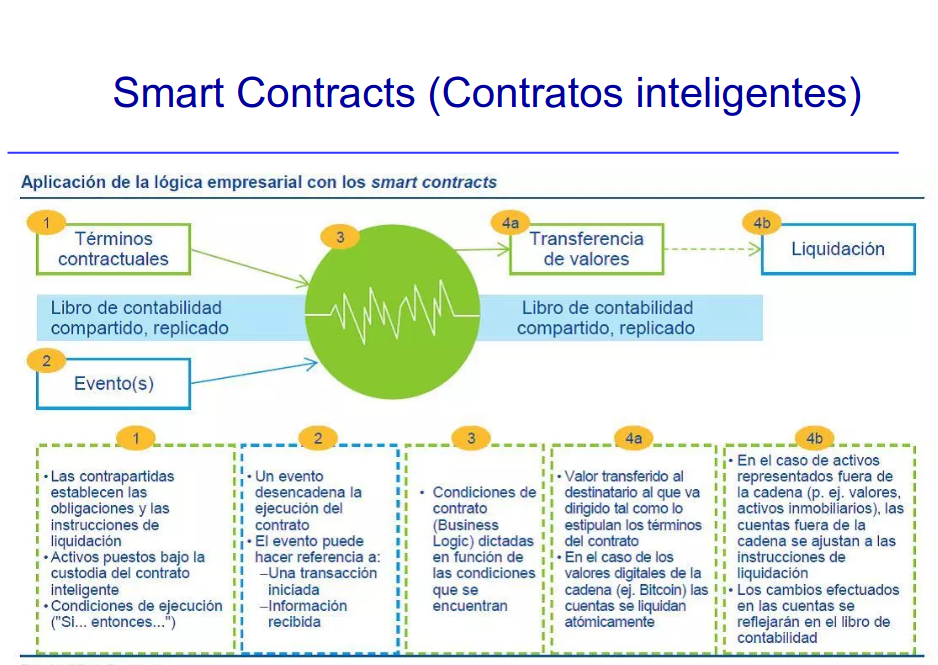 Smart Contracts (Contratos inteligentes)
Aplicación de la lógica empresarial con los smart contracts
1
Términos
contractuales
3
4a
Transferencia
de valores
4b
Liquidación
Libro de contabilidad
compartido, replicado
Libro de contabilidad
compartido, replicado
2
Evento(s)
1
• Las contrapartidas
establecen las
obligaciones y las
instrucciones de
liquidación
• Activos puestos bajo la
custodia del contrato
inteligente
• Condiciones de ejecución
("Si... entonces...")
2
• Un evento
desencadena la
ejecución del
contrato
• El evento puede
hacer referencia a:
–Una transacción
iniciada
–Información
recibida
3
• Condiciones de
contrato
(Business
Logic) dictadas
en función de
las condiciones
que se
encuentran
4a
• Valor transferido al
destinatario al que va
dirigido tal como lo
estipulan los términos
del contrato
• En el caso de los
valores digitales de la
cadena (ej. Bitcoin) las
cuentas se liquidan
atómicamente
4b
• En el caso de activos
representados fuera de
la cadena (p. ej. valores,
activos inmobiliarios), las
cuentas fuera de la
cadena se ajustan a las
instrucciones de
liquidación
• Los cambios efectuados
en las cuentas se
reflejarán en el libro de
contabilidad